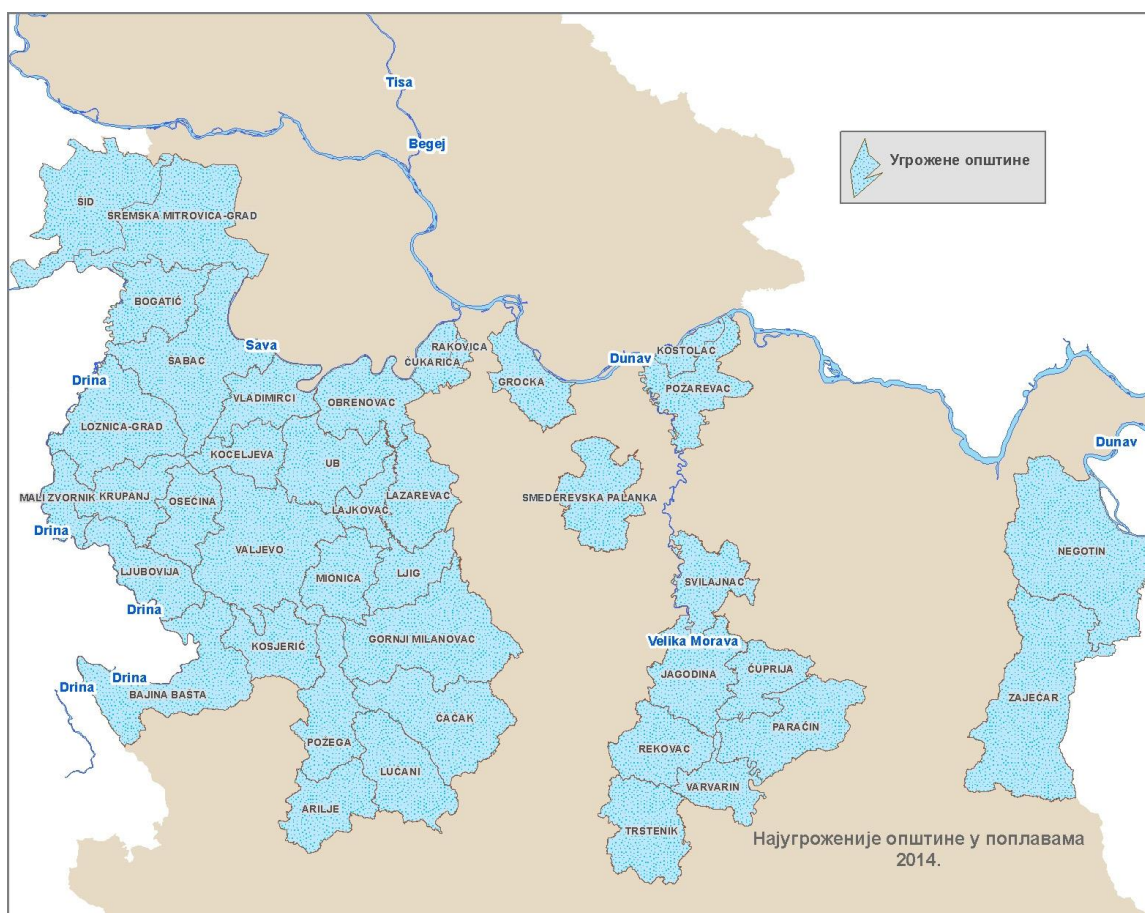 Tisa
Begej
Угрожене општине
ŠID
SREMSKA MITROVICA-GRAD
BOGATIĆ
ŠABAC
Sava
RAKOVICA
ČUKARICA
KOSTOLAC
Dunav
GROCKA
Drina
VLADIMIRCI
OBRENOVAC
POŽAREVAC
LOZNICA-GRAD
Dunav
KOCELJEVA
UB
MALI ZVORNIK
KRUPANJ
OSEČINA
LAJKOVAC
LAZAREVAC
SMEDEREVSKA PALANKA
Drina
VALJEVO
NEGOTIN
LJUBOVIJA
MIONICA
LJIG
SVILAJNAC
Drina
KOSJERIĆ
GORNJI MILANOVAC
Velika Morava
JAGODINA
ĆUPRIJA
Drina
Drina
BAJINA BAŠTA
ZAJEČAR
ČAČAK
PARAĆIN
POŽEGA
REKOVAC
LUČANI
VARVARIN
ARILJE
TRSTENIK
Најугроженије општине у поплавама
2014.